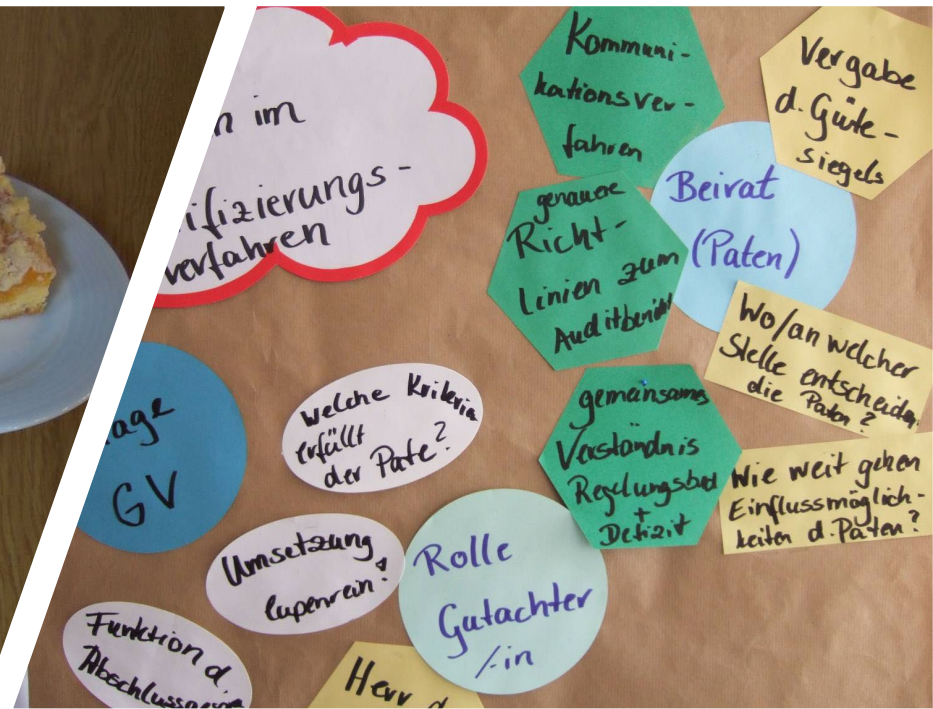 im
ifizierungs-
verfahren
Kommuni-
kationsver-
fahren
Vergabe
d. Güte-
siegels
Beirat
(Paten)
genauere
Richt-
linien zum
Auditbericht
Wo/an welcher
Stelle entscheiden
die Paten?
welche Kriterien
erfüllt
der Pate?
gemeinsames
Verständnis
Regelungsbed
+
Defizit
Wie weit gehen
Einflussmöglich-
keiten d. Paten?
age
GV
Umsetzung
lupenrein?
Rolle
Gutachter
/-in
Funktion d.
Herr d.